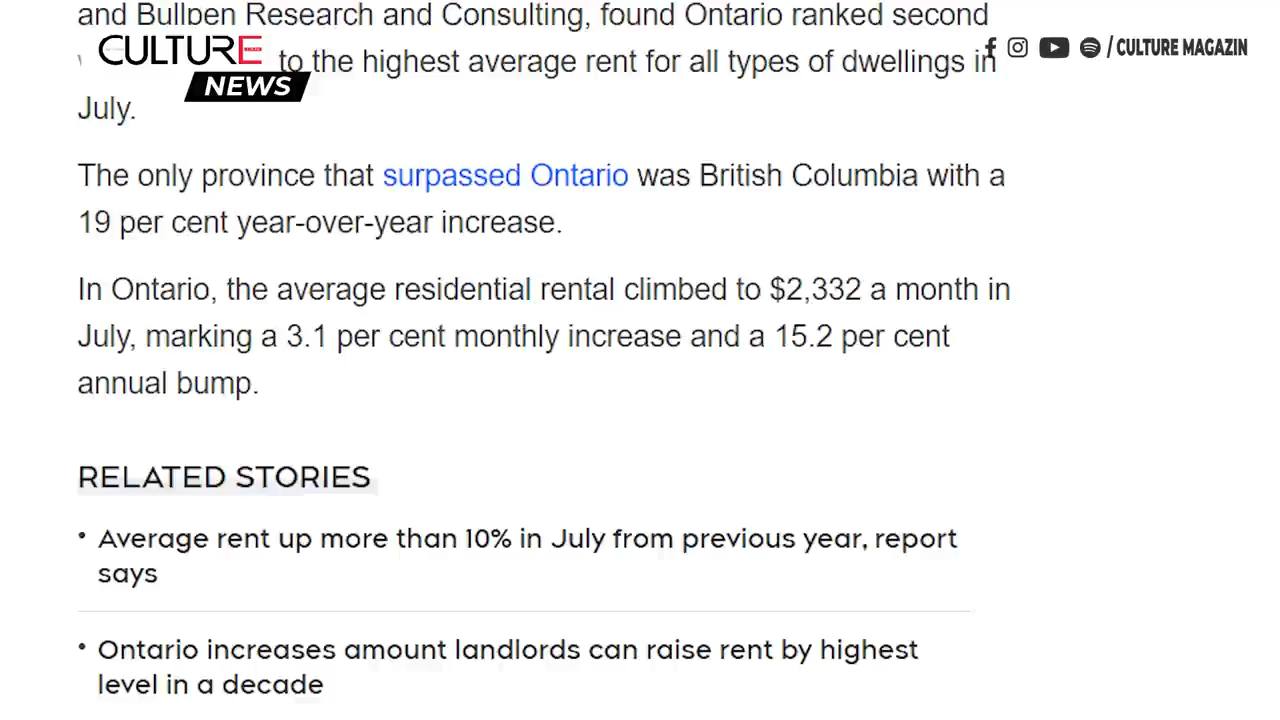 and Bullpen Research and Consulting, found Ontario ranked second
CULTURE
NEWS
to the highest average rent for all types of dwellings in
/ CULTURE MAGAZIN
July.
The only province that surpassed Ontario was British Columbia with a
19 per cent year-over-year increase.
In Ontario, the average residential rental climbed to $2,332 a month in
July, marking a 3.1 per cent monthly increase and a 15.2 per cent
annual bump.
RELATED STORIES
• Average rent up more than 10% in July from previous year, report
says
• Ontario increases amount landlords can raise rent by highest
level in a decade